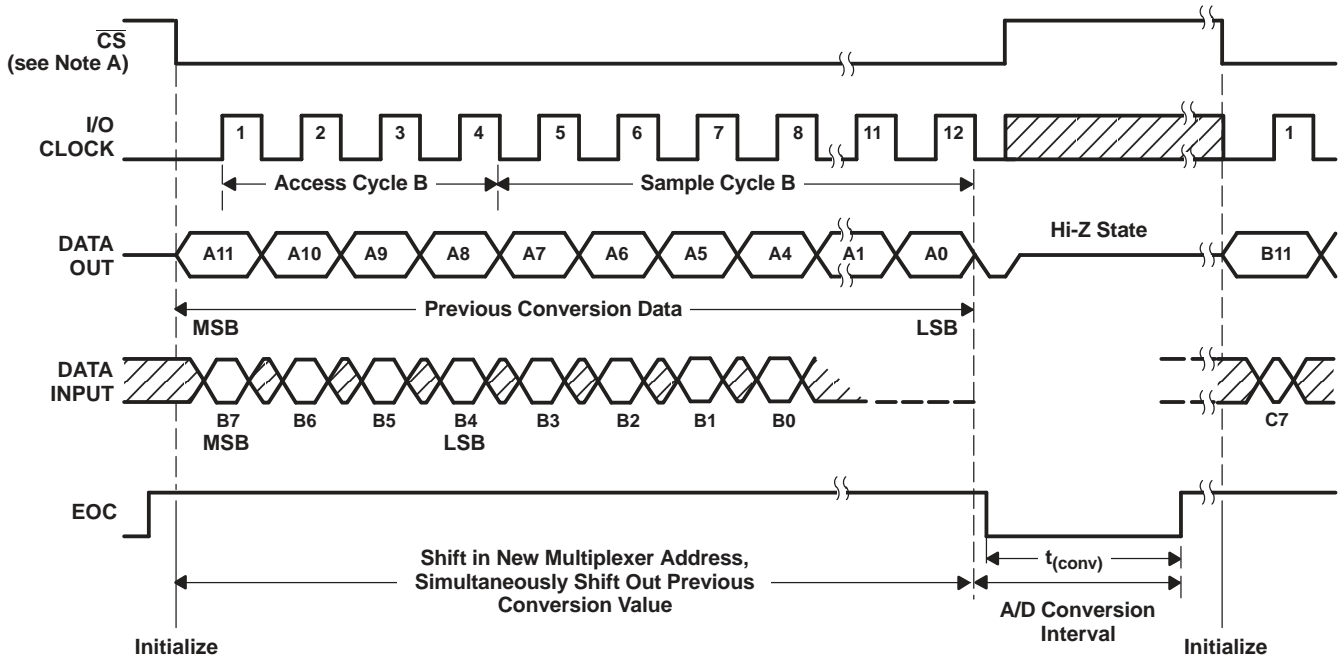 CS
(see Note A)
I/O
CLOCK
1 2 3 4 5 6 7 8 11 12 1
Access Cycle B Sample Cycle B
DATA
OUT
A11 A10 A9 A8 A7 A6 A5 A4 A1 A0 Hi-Z State B11
Previous Conversion Data
MSB LSB
DATA
INPUT
B7 B6 B5 B4 B3 B2 B1 B0 C7
MSB LSB
EOC
Shift in New Multiplexer Address,
Simultaneously Shift Out Previous
Conversion Value
t(conv)
A/D Conversion
Interval
Initialize Initialize